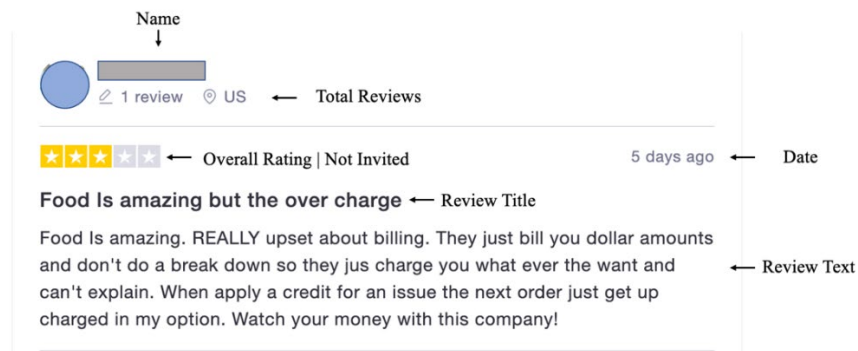 Name
1 review US Total Reviews
Overall Rating | Not Invited 5 days ago Date
Food Is amazing but the over charge Review Title
Food Is amazing. REALLY upset about billing. They just bill you dollar amounts
and don't do a break down so they jus charge you what ever the want and
can't explain. When apply a credit for an issue the next order just get up
charged in my option. Watch your money with this company!
Review Text